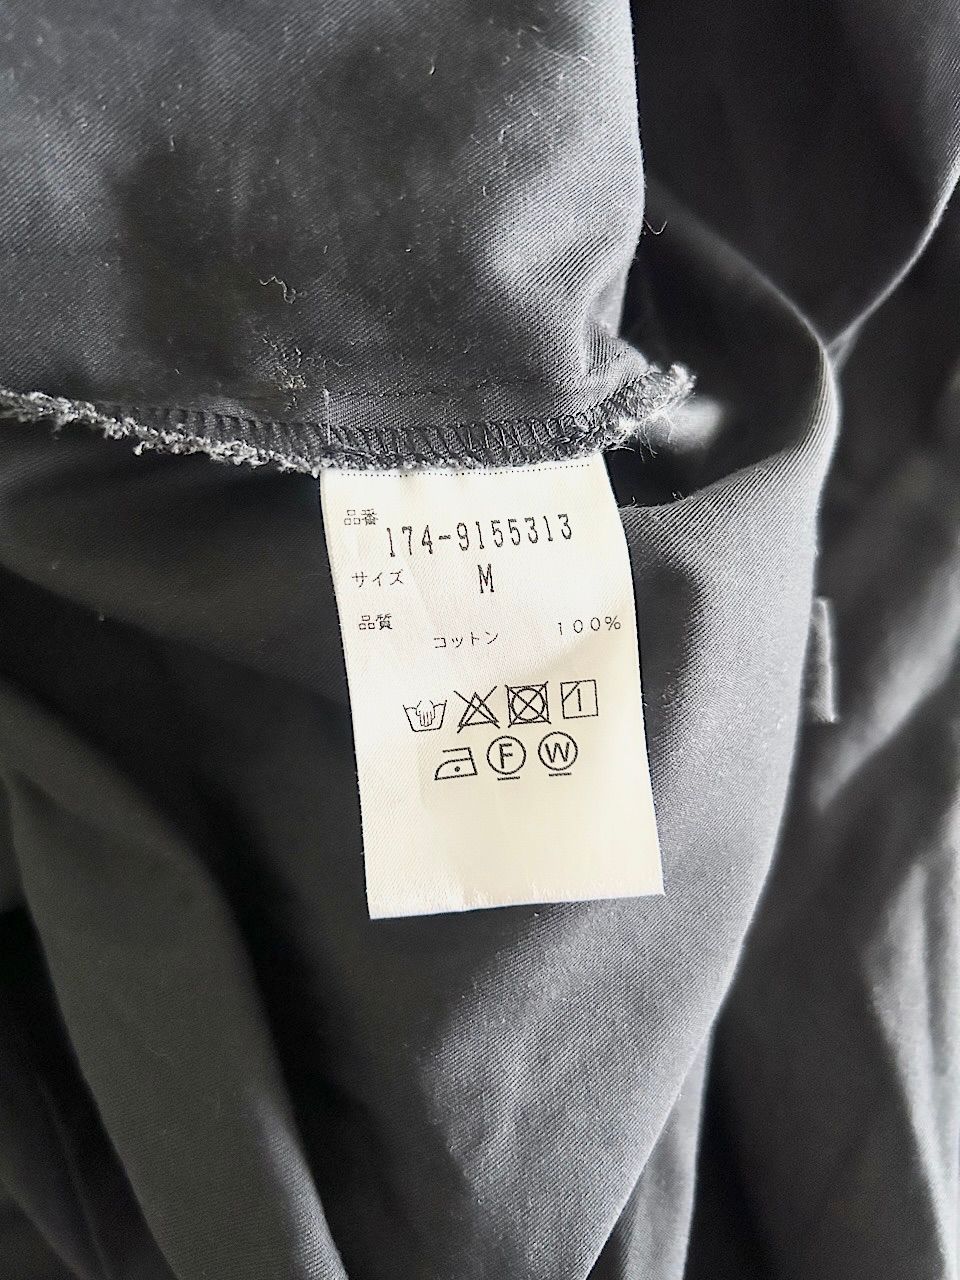 品番
174-9155313
サイズ M
品質
コットン 100%
F W